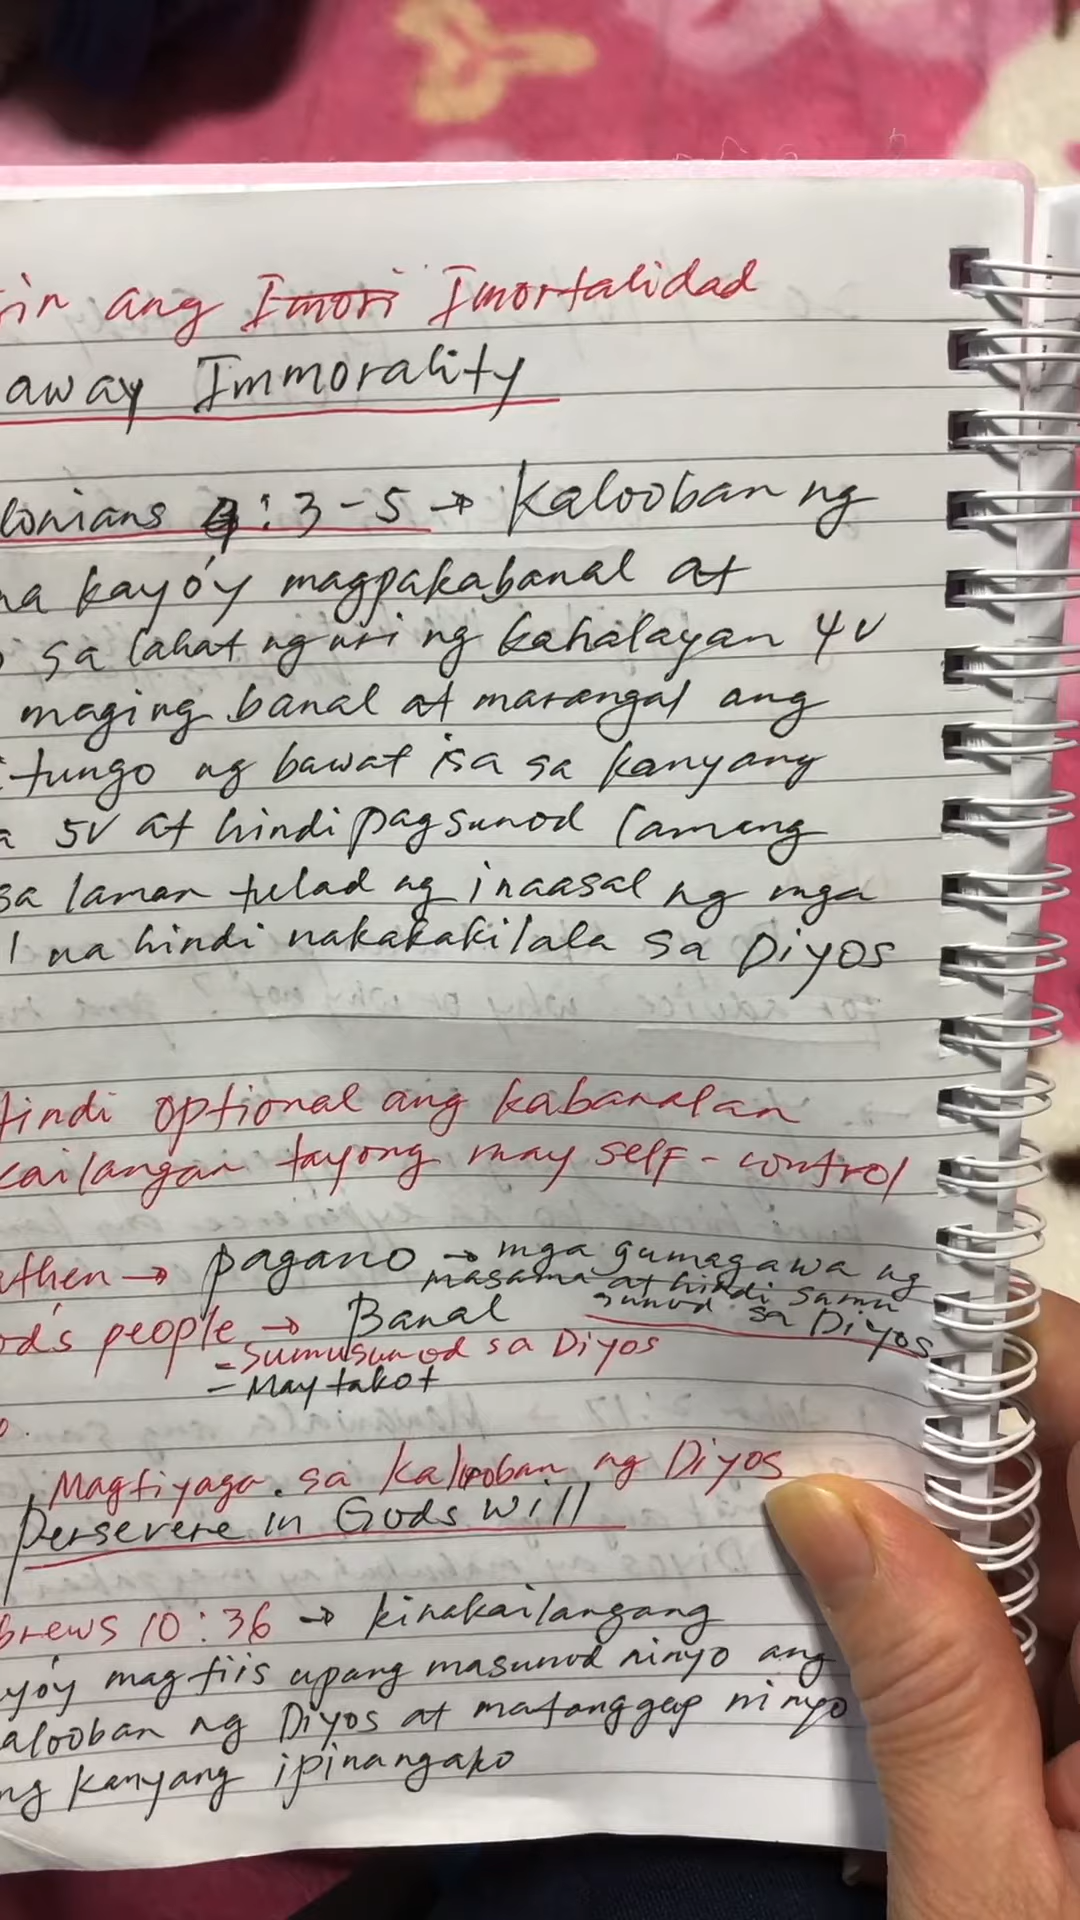 in ang Imori Imortalidad
away Immorality
lonians 4:3-5 → Kalooban ng
na kayo'y magpakabanal at
sa lahat ng uri ng kahalayan 4v
maging banal at marangal ang
tungo ng bawat isa sa kanyang
a 5v at hindi pagsunod lamang
sa laman tulad ng inaasal ng mga
l na hindi nakakakilala sa Diyos
Hindi optional ang kabanalan
kailangan tayong may self-control
athen → pagano → mga gumagawa ng
masama at hindi sumu
sunod sa Diyos
od's people → Banal
- Sumusunod sa Diyos
- May takot
Magtiyaga sa kalooban ng Diyos
Persevere in Gods will
brews 10:36 → kinakailangang
yo'y magtiis upang masunod ninyo ang
alooban ng Diyos at matanggap ninyo
ng kanyang ipinangako